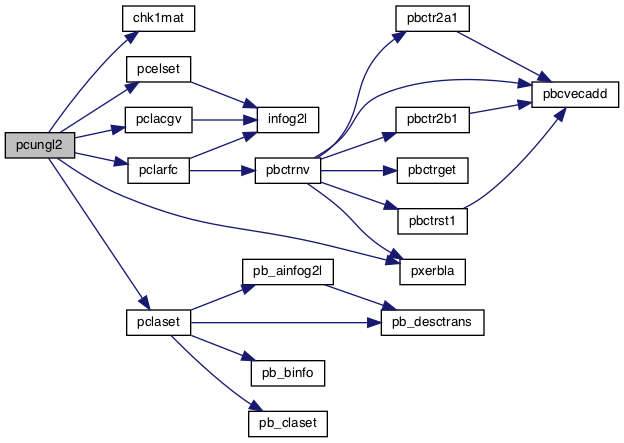 chk1mat
pbctr2a1
pcelset
pbcvecadd
pclacgv
infog2l
pbctr2b1
pcungl2
pclarfc
pbctrnv
pbctrget
pbctrst1
pxerbla
pb_ainfog2l
pclaset
pb_desctrans
pb_binfo
pb_claset